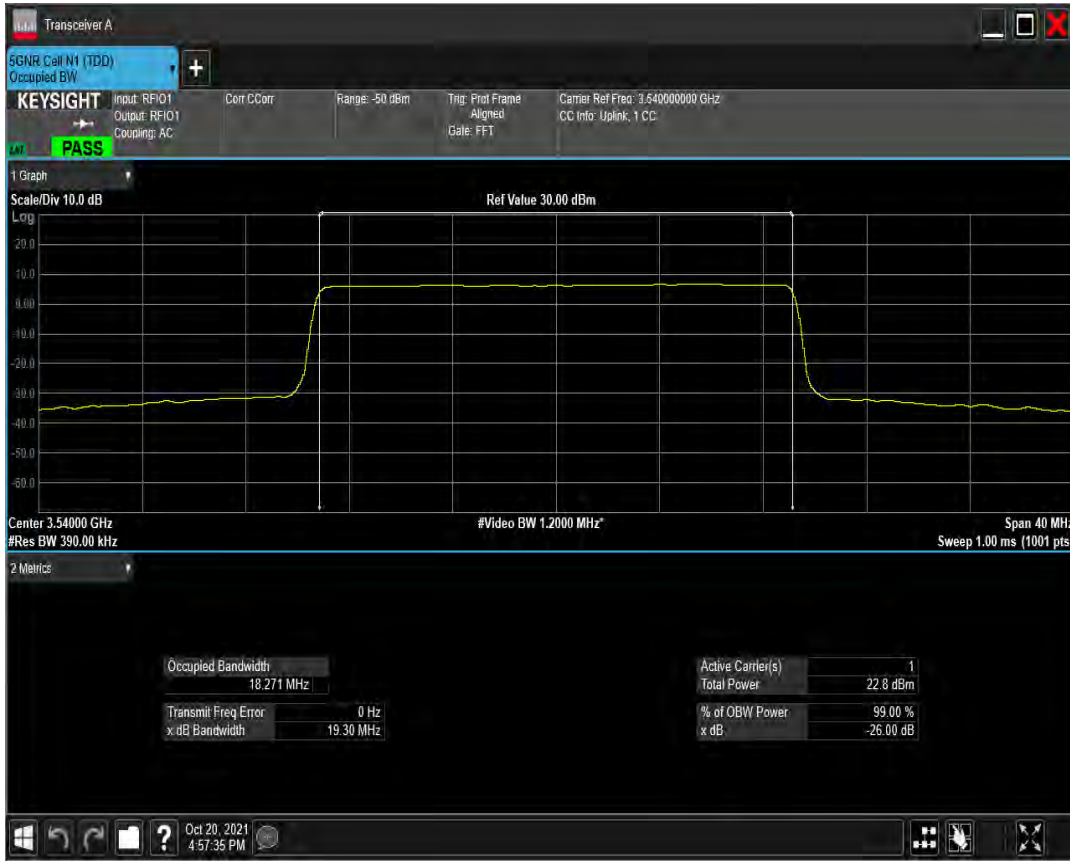 Transceiver A
5GNR Cell N1 (TDD)
Occupied BW
+
KEYSIGHT
Input: RFIO1
Output: RFIO1
Coupling: AC
Corr CCorr
Range: -50 dBm
Trig: Prot Frame
Aligned
Gate: FFT
Carrier Ref Freq: 3.540000000 GHz
CC Info: Uplink, 1 CC
PASS
1 Graph
Scale/Div 10.0 dB
Ref Value 30.00 dBm
Log
20.0
10.0
0.00
-10.0
-20.0
-30.0
-40.0
-50.0
-60.0
Center 3.54000 GHz
#Video BW 1.2000 MHz*
Span 40 MHz
#Res BW 390.00 kHz
Sweep 1.00 ms (1001 pts
2 Metrics
Occupied Bandwidth
18.271 MHz
Transmit Freq Error 0 Hz
x dB Bandwidth 19.30 MHz
Active Carrier(s) 1
Total Power 22.8 dBm
% of OBW Power 99.00 %
x dB -26.00 dB
?
Oct 20, 2021
4:57:35 PM